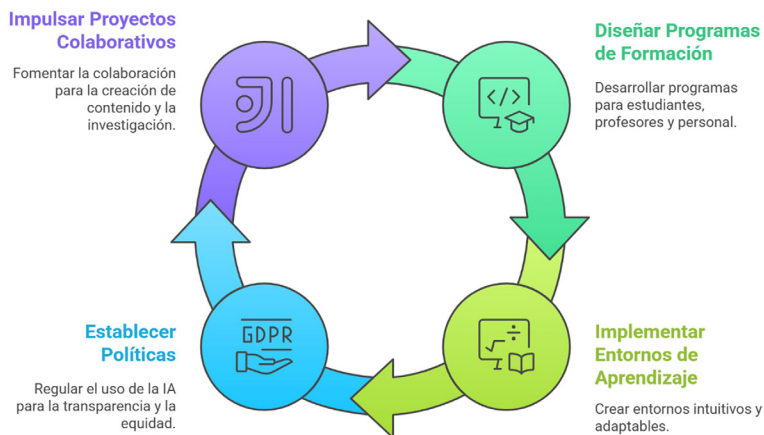 Impulsar Proyectos
Colaborativos
Fomentar la colaboración
para la creación de
contenido y la
investigación.
Diseñar Programas
de Formación
Desarrollar programas
para estudiantes,
profesores y personal.
Establecer
Políticas
Regular el uso de la IA
para la transparencia y la
equidad.
GDPR
Implementar
Entornos de
Aprendizaje
Crear entornos intuitivos y
adaptables.